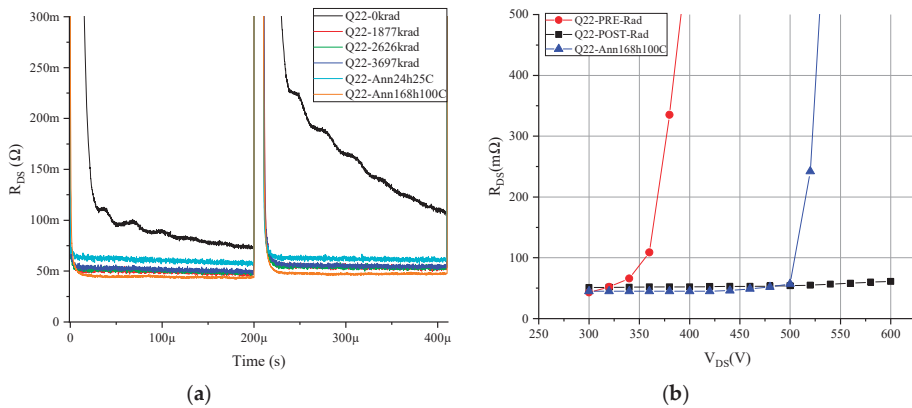 300m
250m
200m
150m
100m
50m
0
R_DS (Ω)
0
100μ
200μ
300μ
400μ
Time (s)
Q22-0krad
Q22-1877krad
Q22-2626krad
Q22-3697krad
Q22-Ann24h25C
Q22-Ann168h100C
(a)
500
400
300
200
100
0
R_DS(mΩ)
250
300
350
400
450
500
550
600
V_DS(V)
Q22-PRE-Rad
Q22-POST-Rad
Q22-Ann168h100C
(b)